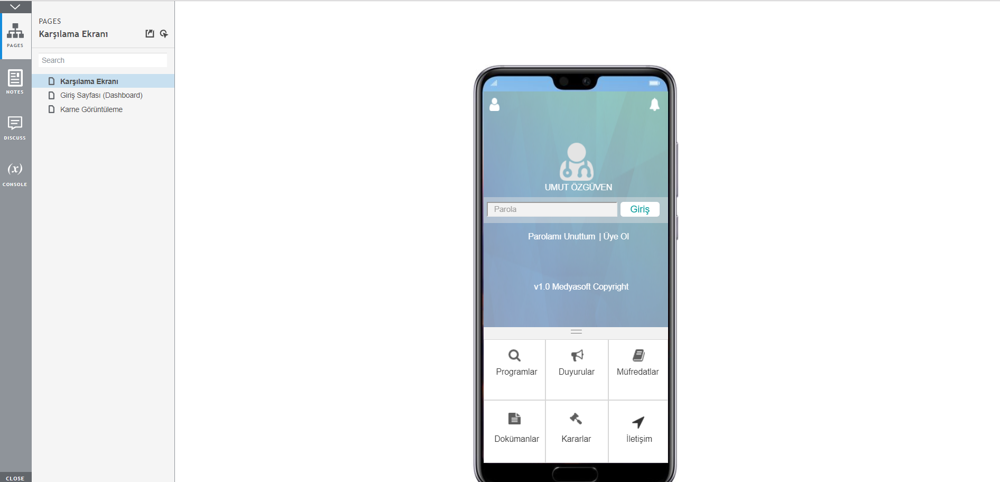 PAGES
NOTES
DISCUSS
(x)
CONSOLE
CLOSE
PAGES
Karşılama Ekranı
Search
Karşılama Ekranı
Giriş Sayfası (Dashboard)
Karne Görüntüleme
UMUT ÖZGÜVEN
Parola Giriş
Parolamı Unuttum | Üye Ol
v1.0 Medyasoft Copyright
Programlar Duyurular Müfredatlar
Dokümanlar Kararlar İletişim